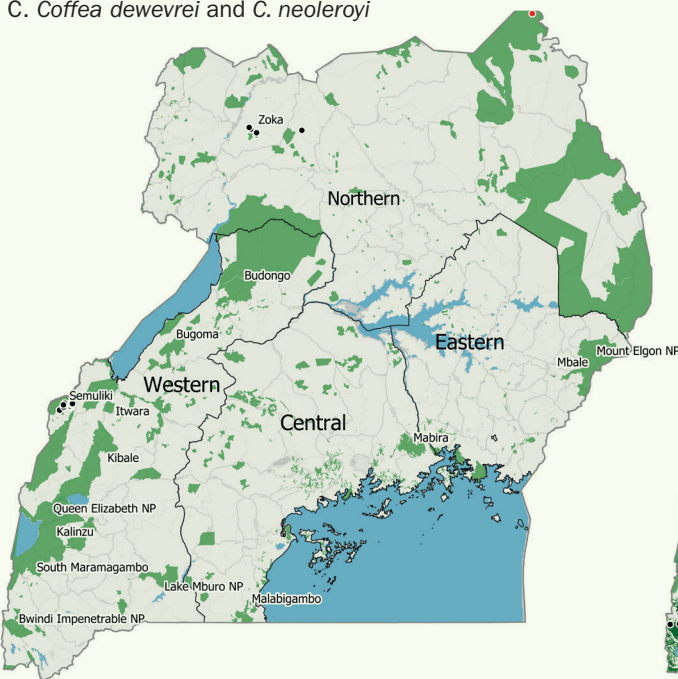 C. Coffea dewevrei and C. neoleroyi
Zoka
Northern
Budongo
Bugoma
Eastern
Mount Elgon NP
Mbale
Western
Semuliki
Itwara
Central
Mabira
Kibale
Queen Elizabeth NP
Kalinzu
South Maramagambo
Lake Mburo NP
Malabigambo
Bwindi Impenetrable NP